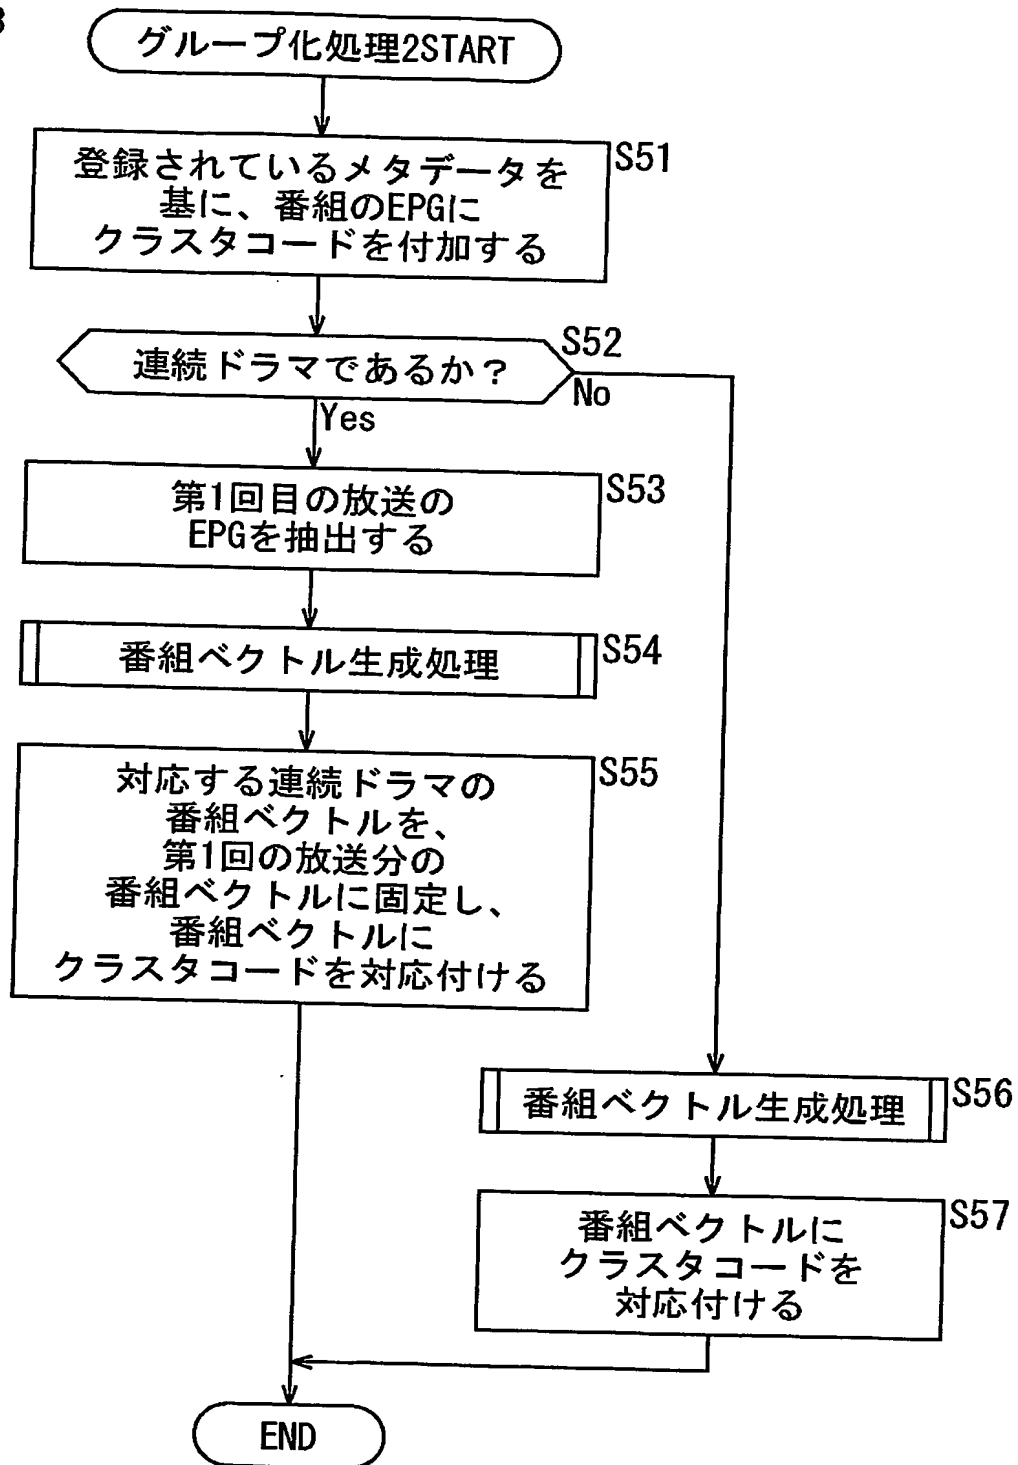 グループ化処理2START
登録されているメタデータを
基に、番組のEPGに
クラスタコードを付加する
S51
連続ドラマであるか？
S52
No
Yes
第1回目の放送の
EPGを抽出する
S53
番組ベクトル生成処理
S54
対応する連続ドラマの
番組ベクトルを、
第1回の放送分の
番組ベクトルに固定し、
番組ベクトルに
クラスタコードを対応付ける
S55
番組ベクトル生成処理
S56
番組ベクトルに
クラスタコードを
対応付ける
S57
END